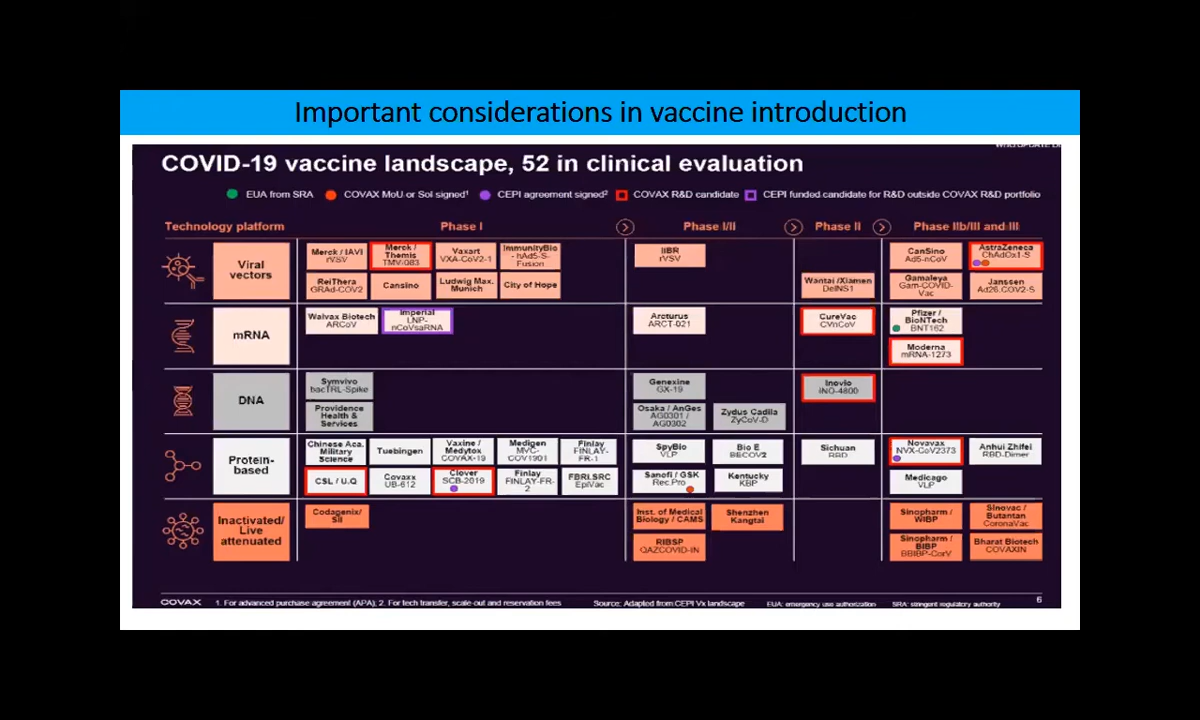 Important considerations in vaccine introduction
COVID-19 vaccine landscape, 52 in clinical evaluation
EUA from SRA
COVAX MoU or SoI signed¹
CEPI agreement signed²
COVAX R&D candidate
CEPI funded candidate for R&D outside COVAX R&D portfolio
Technology platform
Phase I
Phase I/II
Phase II
Phase IIb/III and III
Viral
vectors
Merck / IAVI
rVSV
Merck /
Themis
TMV-083
Vaxart
VXA-CoV2-1
ImmunityBio
- hAd5-S-
Fusion
ReiThera
GRAd-COV2
Cansino
Ludwig Max.
Munich
City of Hope
IIBR
rVSV
Wantai /Xiamen
DelNS1
CanSino
Ad5-nCoV
AstraZeneca
ChAdOx1-S
Gamaleya
Gam-COVID-
Vac
Janssen
Ad26.COV2-S
mRNA
Walvax Biotech
ARCoV
Imperial
LNP-
nCoVsaRNA
Arcturus
ARCT-021
CureVac
CVnCoV
Pfizer /
BioNTech
BNT162
Moderna
mRNA-1273
DNA
Symvivo
bacTRL-Spike
Providence
Health &
Services
Genexine
GX-19
Osaka / AnGes
AG0301 /
AG0302
Zydus Cadila
ZyCoV-D
Inovio
INO-4800
Protein-
based
Chinese Aca.
Military
Science
Tuebingen
Vaxine /
Medytox
COVAX-19
Medigen
MVC-
COV1901
Finlay
FINLAY-
FR-1
CSL / U.Q
Covaxx
UB-612
Clover
SCB-2019
Finlay
FINLAY-FR-
2
FBRI.SRC
EpiVac
SpyBio
VLP
Bio E
BECOV2
Sanofi / GSK
Rec.Pro
Kentucky
KBP
Sichuan
RBD
Novavax
NVX-CoV2373
Anhui Zhifei
RBD-Dimer
Medicago
VLP
Inactivated/
Live
attenuated
Codagenix/
SII
Inst. of Medical
Biology / CAMS
Shenzhen
Kangtai
RIBSP
QAZCOVID-IN
Sinopharm /
WIBP
Sinovac /
Butantan
CoronaVac
Sinopharm /
BIBP
BBIBP-CorV
Bharat Biotech
COVAXIN
COVAX
1. For advanced purchase agreement (APA); 2. For tech transfer, scale-out and reservation fees
Source: Adapted from CEPI Vx landscape
EUA: emergency use authorization
SRA: stringent regulatory authority
6